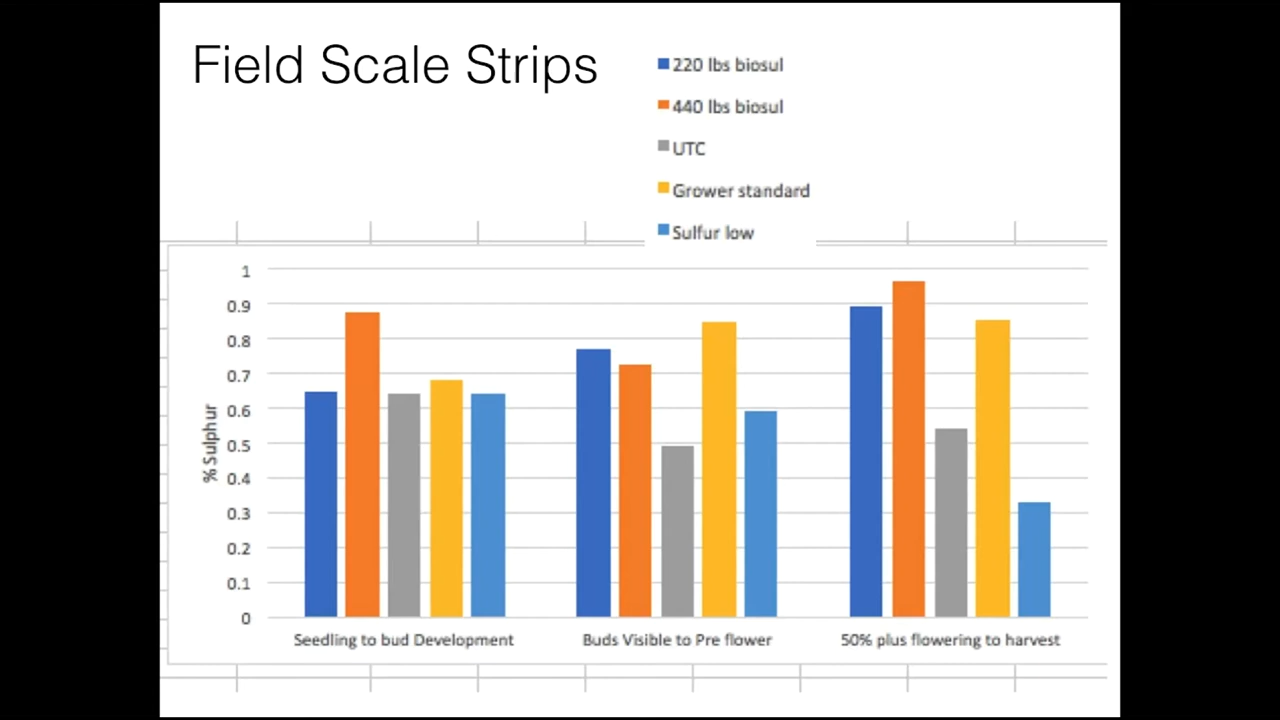 Field Scale Strips
220 lbs biosul
440 lbs biosul
UTC
Grower standard
Sulfur low
% Sulphur
1
0.9
0.8
0.7
0.6
0.5
0.4
0.3
0.2
0.1
0
Seedling to bud Development
Buds Visible to Pre flower
50% plus flowering to harvest